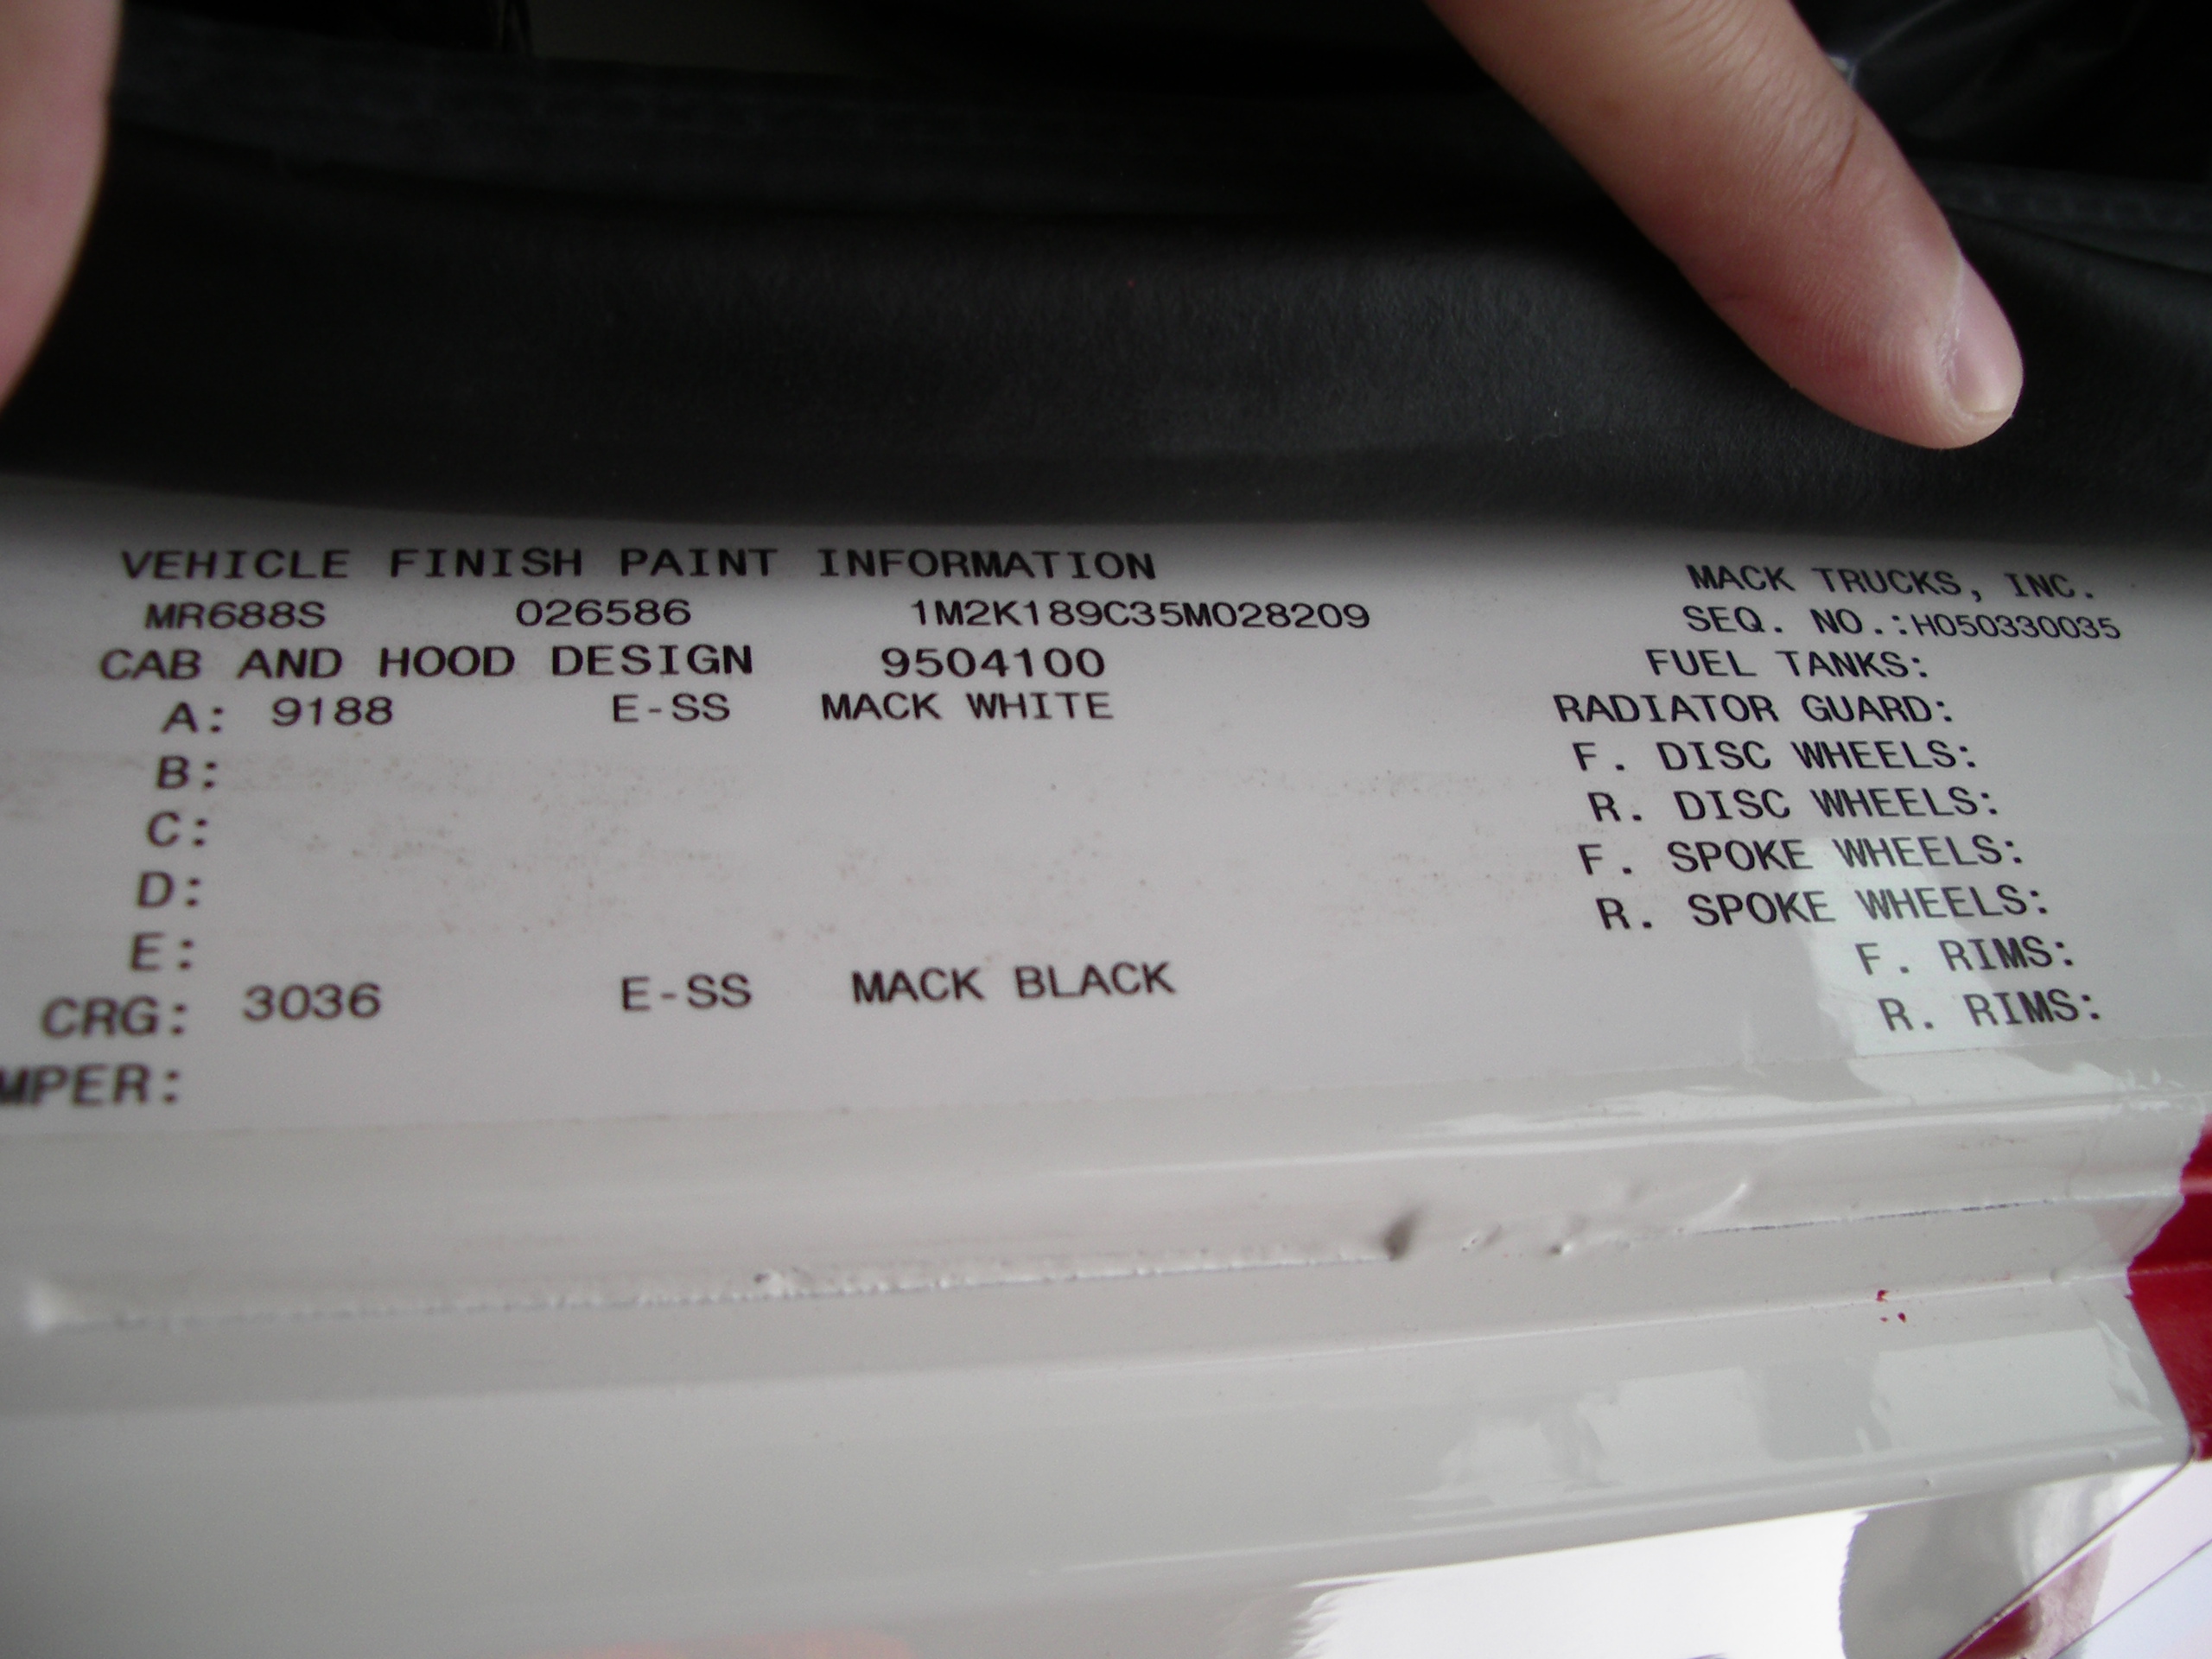 VEHICLE FINISH PAINT INFORMATION
MR688S 026586 1M2K189C35M028209
CAB AND HOOD DESIGN 9504100
A: 9188 E-SS MACK WHITE
B:
C:
D:
E:
CRG: 3036 E-SS MACK BLACK
MPER:
MACK TRUCKS, INC.
SEQ. NO.:H050330035
FUEL TANKS:
RADIATOR GUARD:
F. DISC WHEELS:
R. DISC WHEELS:
F. SPOKE WHEELS:
R. SPOKE WHEELS:
F. RIMS:
R. RIMS: